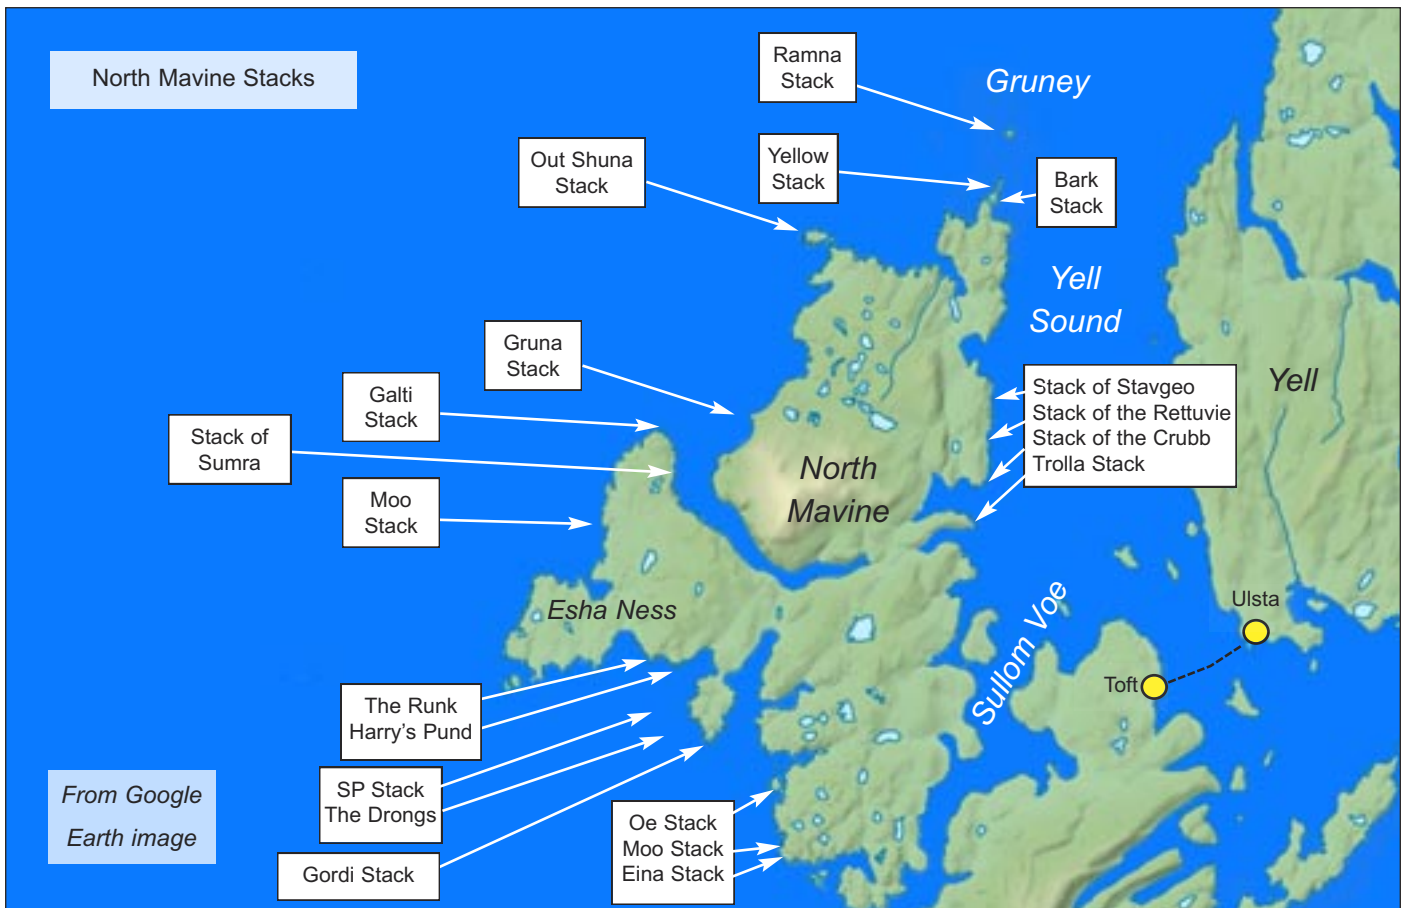 North Mavine Stacks
Ramna
Stack
Gruney
Out Shuna
Stack
Yellow
Stack
Bark
Stack
Yell
Sound
Gruna
Stack
Galti
Stack
Stack of
Sumra
Moo
Stack
Stack of Stavgeo
Stack of the Rettuvie
Stack of the Crubb
Trolla Stack
Yell
North
Mavine
Esha Ness
Sullom Voe
Ulsta
Toft
The Runk
Harry's Pund
SP Stack
The Drongs
Gordi Stack
Oe Stack
Moo Stack
Eina Stack
From Google
Earth image